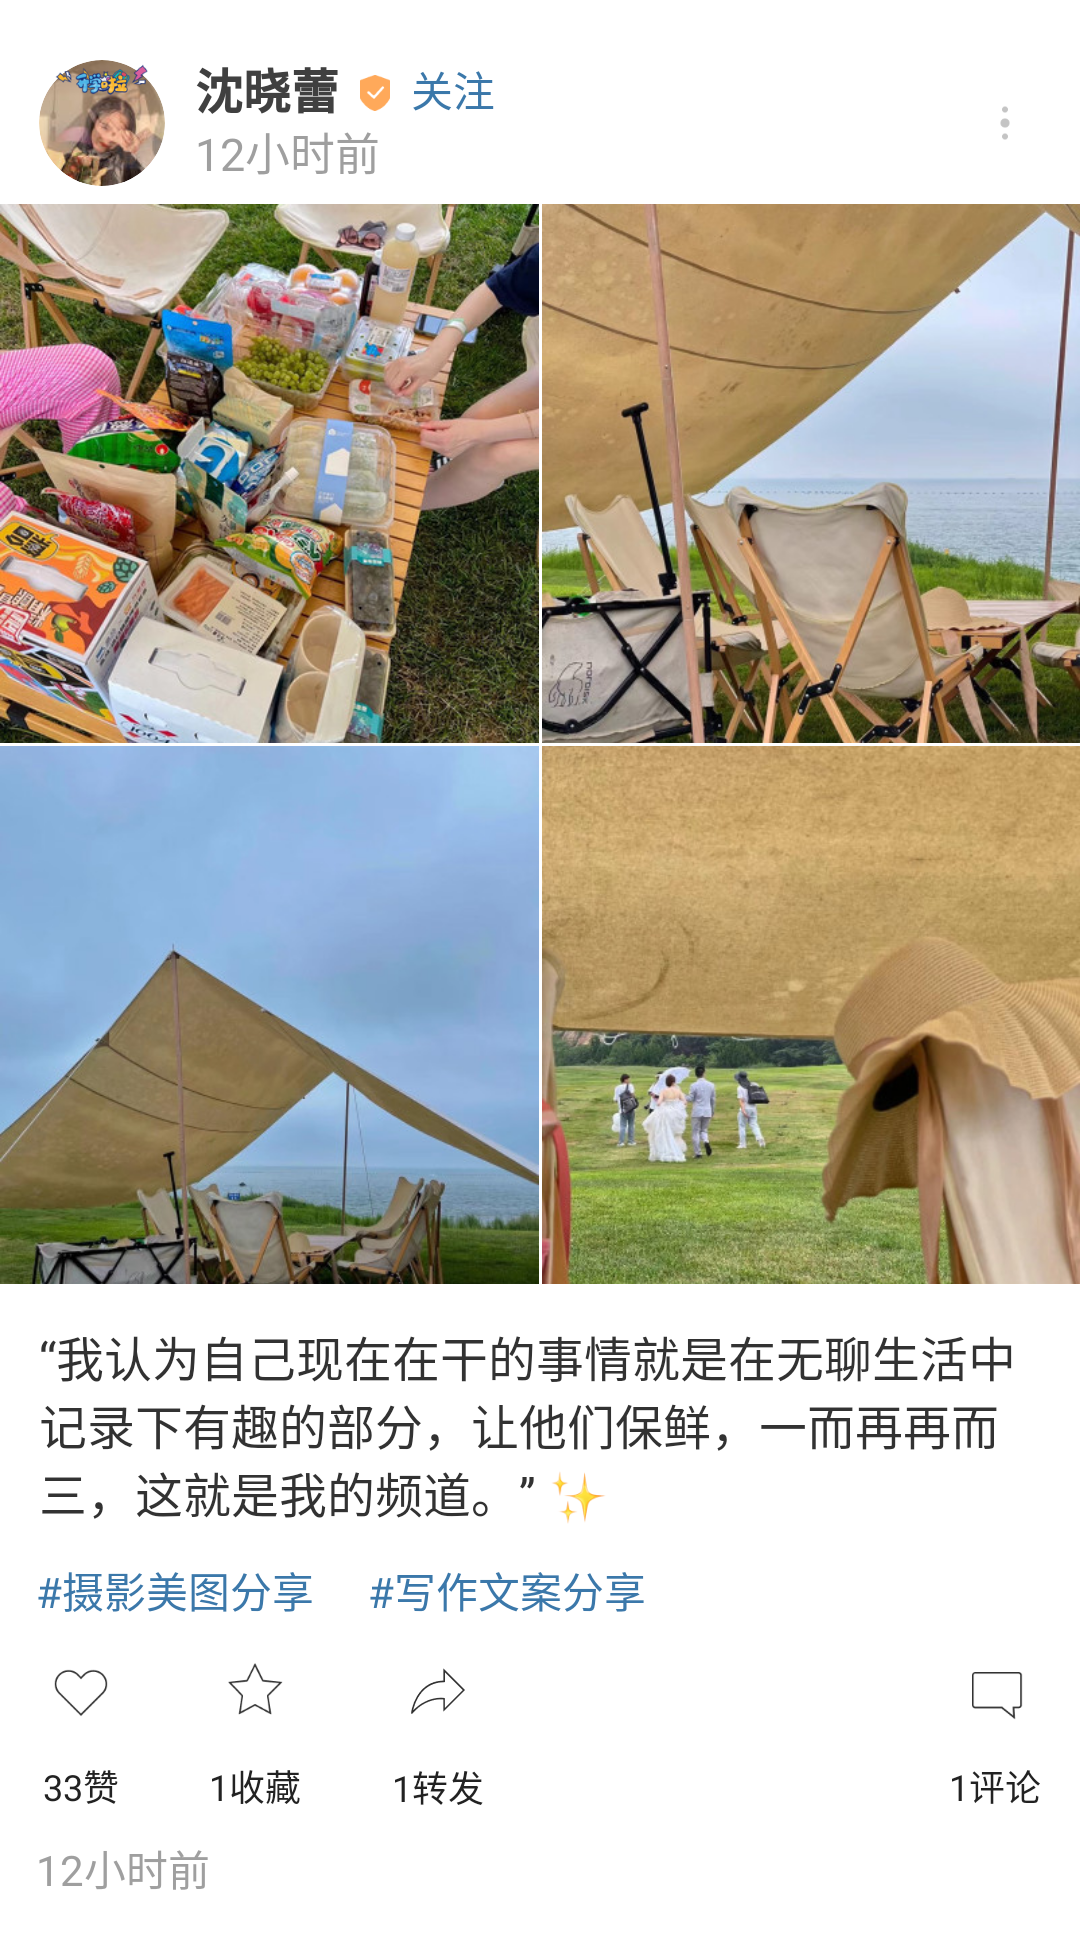 沈晓蕾 关注
12小时前
nordisk
“我认为自己现在在干的事情就是在无聊生活中
记录下有趣的部分，让他们保鲜，一而再再而
三，这就是我的频道。”✨
#摄影美图分享 #写作文案分享
33赞 1收藏 1转发 1评论
12小时前